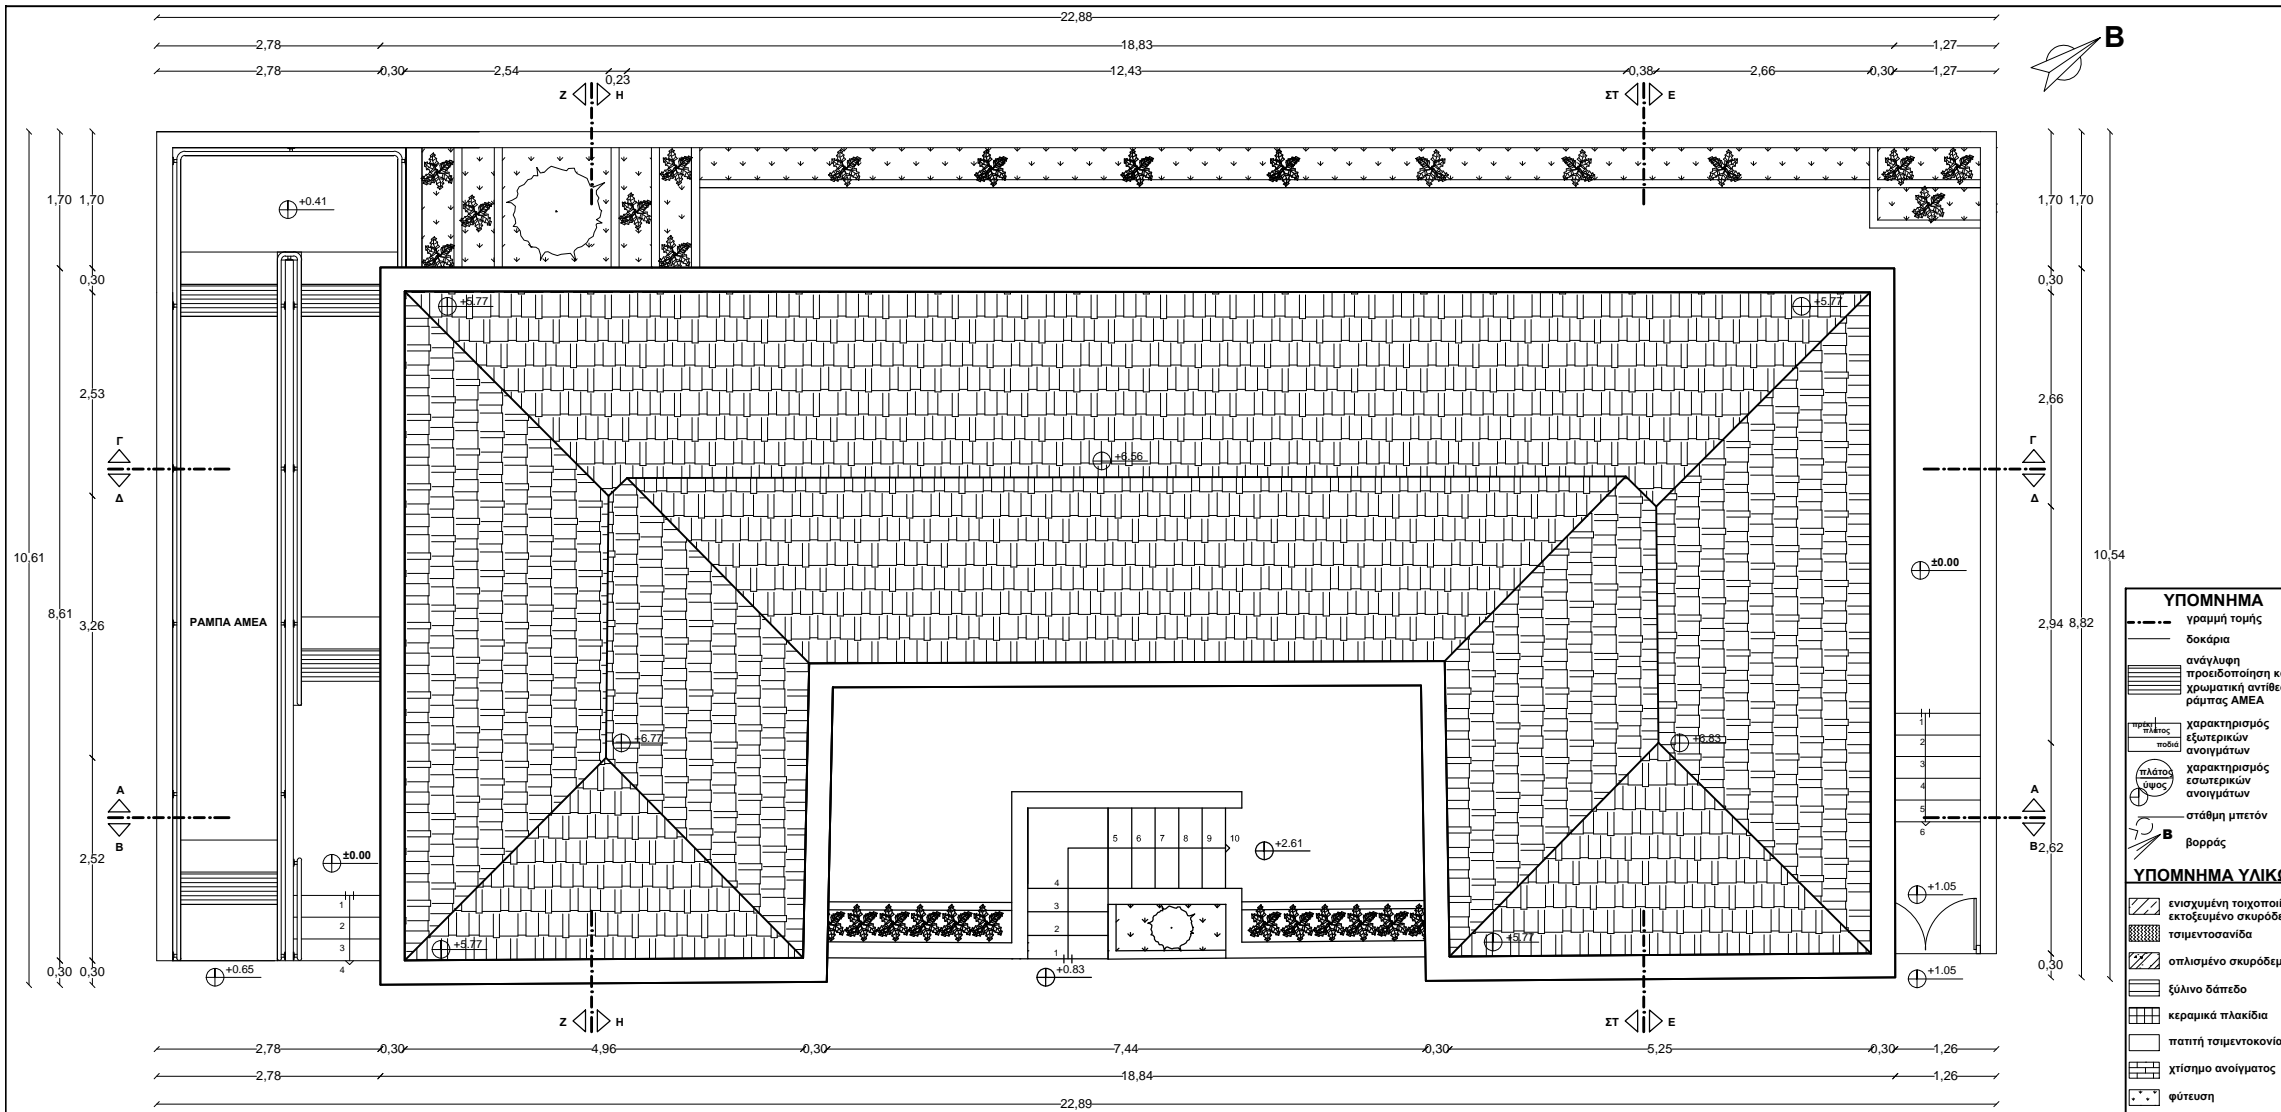 22,88
2,78 18,83 1,27
2,78 0,30 2,54 0,23 12,43 0,38 2,66 0,30 1,27
B
Z H
ΣΤ E
1,70 1,70
+0.41
1,70 1,70
0,30
+5.77
+5.77
0,30
2,53
2,66
Γ
Δ
+6.56
Γ
Δ
10,61
10,54
±0.00
8,61 3,26
ΡΑΜΠΑ ΑΜΕΑ
2,94 8,82
+6.77
+6.83
1
2
3
4
5
6
A
B
A
B
5 6 7 8 9 10
+2.61
2,52
±0.00
2,62
4
3
2
1
1
2
3
4
+1.05
+5.77
+5.77
0,30 0,30
+0.65
+0.83
+1.05
0,30
Z H
ΣΤ E
2,78 0,30 4,96 0,30 7,44 0,30 5,25 0,30 1,26
2,78 18,84 1,26
22,89
ΥΠΟΜΝΗΜΑ
γραμμή τομής
δοκάρια
ανάγλυφη
προειδοποίηση κα
χρωματική αντίθεσ
ράμπας ΑΜΕΑ
πρέκι
πλάτος
ποδιά
χαρακτηρισμός
εξωτερικών
ανοιγμάτων
πλάτος
ύψος
χαρακτηρισμός
εσωτερικών
ανοιγμάτων
στάθμη μπετόν
B
βορράς
ΥΠΟΜΝΗΜΑ ΥΛΙΚΩ
ενισχυμένη τοιχοποιί
εκτοξευμένο σκυρόδε
τσιμεντοσανίδα
οπλισμένο σκυρόδεμ
ξύλινο δάπεδο
κεραμικά πλακίδια
πατιτή τσιμεντοκονία
χτίσημο ανοίγματος
φύτευση